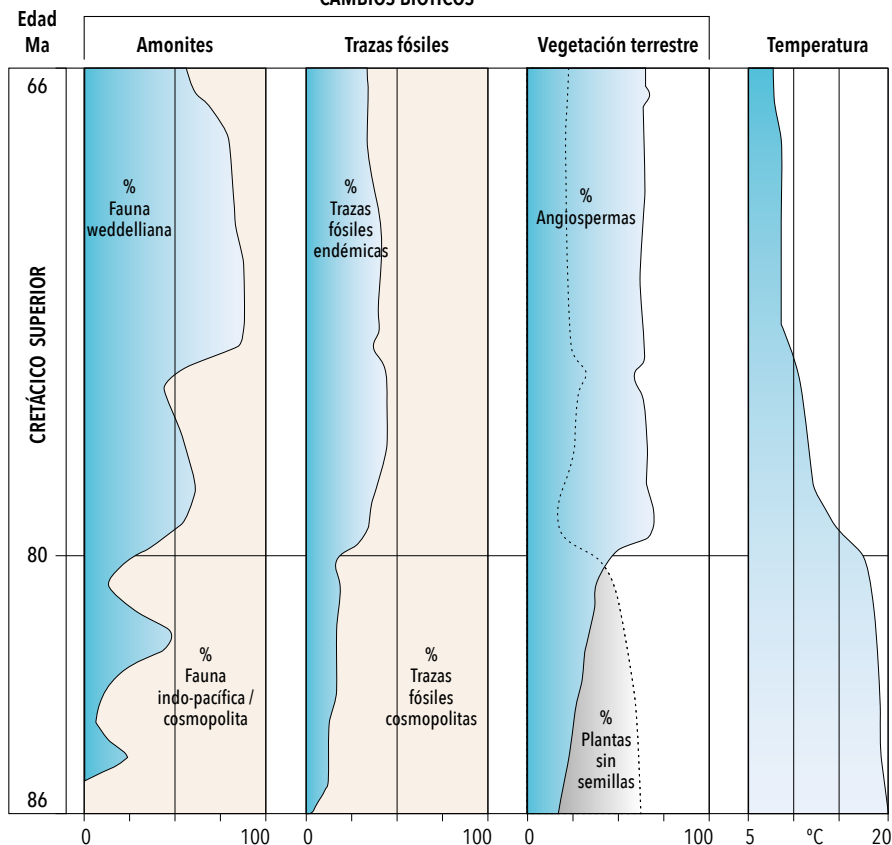 CAMBIOS BIÓTICOS
Edad
Ma
Amonites
Trazas fósiles
Vegetación terrestre
Temperatura
66
CRETÁCICO SUPERIOR
80
86
%
Fauna
weddelliana
%
Fauna
indo-pacífica /
cosmopolita
%
Trazas
fósiles
endémicas
%
Trazas
fósiles
cosmopolitas
%
Angiospermas
%
Plantas
sin
semillas
0 100
0 100
0 100
5 ºC 20